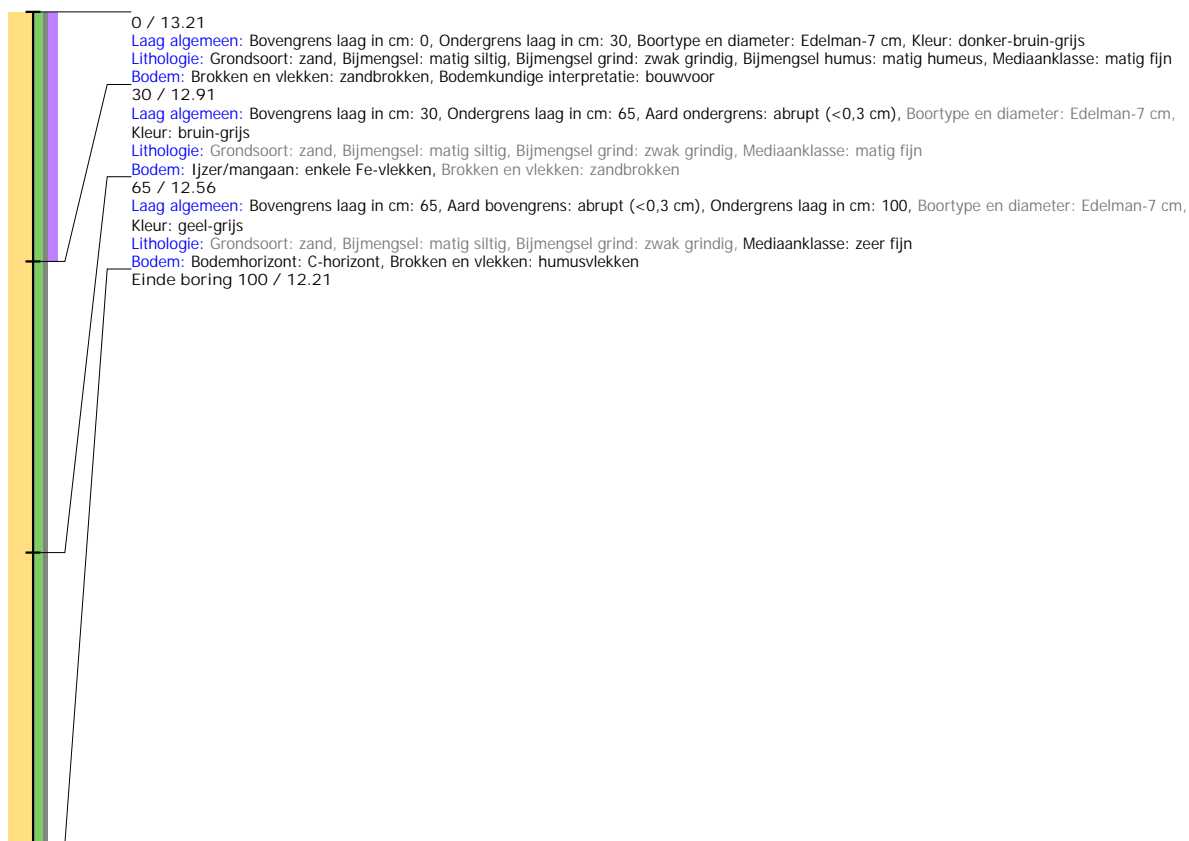 0 / 13.21
Laag algemeen: Bovengrens laag in cm: 0, Ondergrens laag in cm: 30, Boortype en diameter: Edelman-7 cm, Kleur: donker-bruin-grijs
Lithologie: Grondsoort: zand, Bijmengsel: matig siltig, Bijmengsel grind: zwak grindig, Bijmengsel humus: matig humeus, Mediaanklasse: matig fijn
Bodem: Brokken en vlekken: zandbrokken, Bodemkundige interpretatie: bouwvoor
30 / 12.91
Laag algemeen: Bovengrens laag in cm: 30, Ondergrens laag in cm: 65, Aard ondergrens: abrupt (<0,3 cm), Boortype en diameter: Edelman-7 cm,
Kleur: bruin-grijs
Lithologie: Grondsoort: zand, Bijmengsel: matig siltig, Bijmengsel grind: zwak grindig, Mediaanklasse: matig fijn
Bodem: Ijzer/mangaan: enkele Fe-vlekken, Brokken en vlekken: zandbrokken
65 / 12.56
Laag algemeen: Bovengrens laag in cm: 65, Aard bovengrens: abrupt (<0,3 cm), Ondergrens laag in cm: 100, Boortype en diameter: Edelman-7 cm,
Kleur: geel-grijs
Lithologie: Grondsoort: zand, Bijmengsel: matig siltig, Bijmengsel grind: zwak grindig, Mediaanklasse: zeer fijn
Bodem: Bodemhorizont: C-horizont, Brokken en vlekken: humusvlekken
Einde boring 100 / 12.21